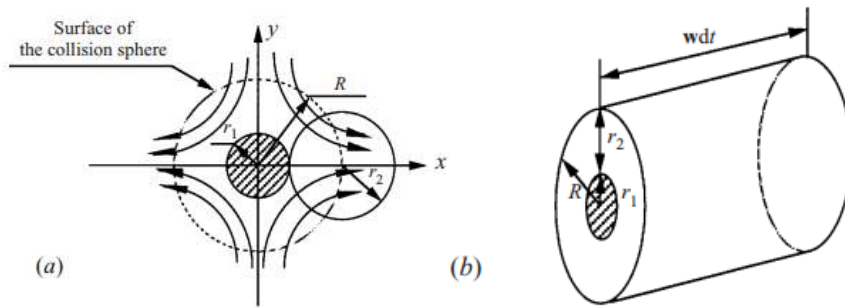 Surface of
the collision sphere
y
R
r1
x
r2
(a)
wdt
r2
R
r1
(b)